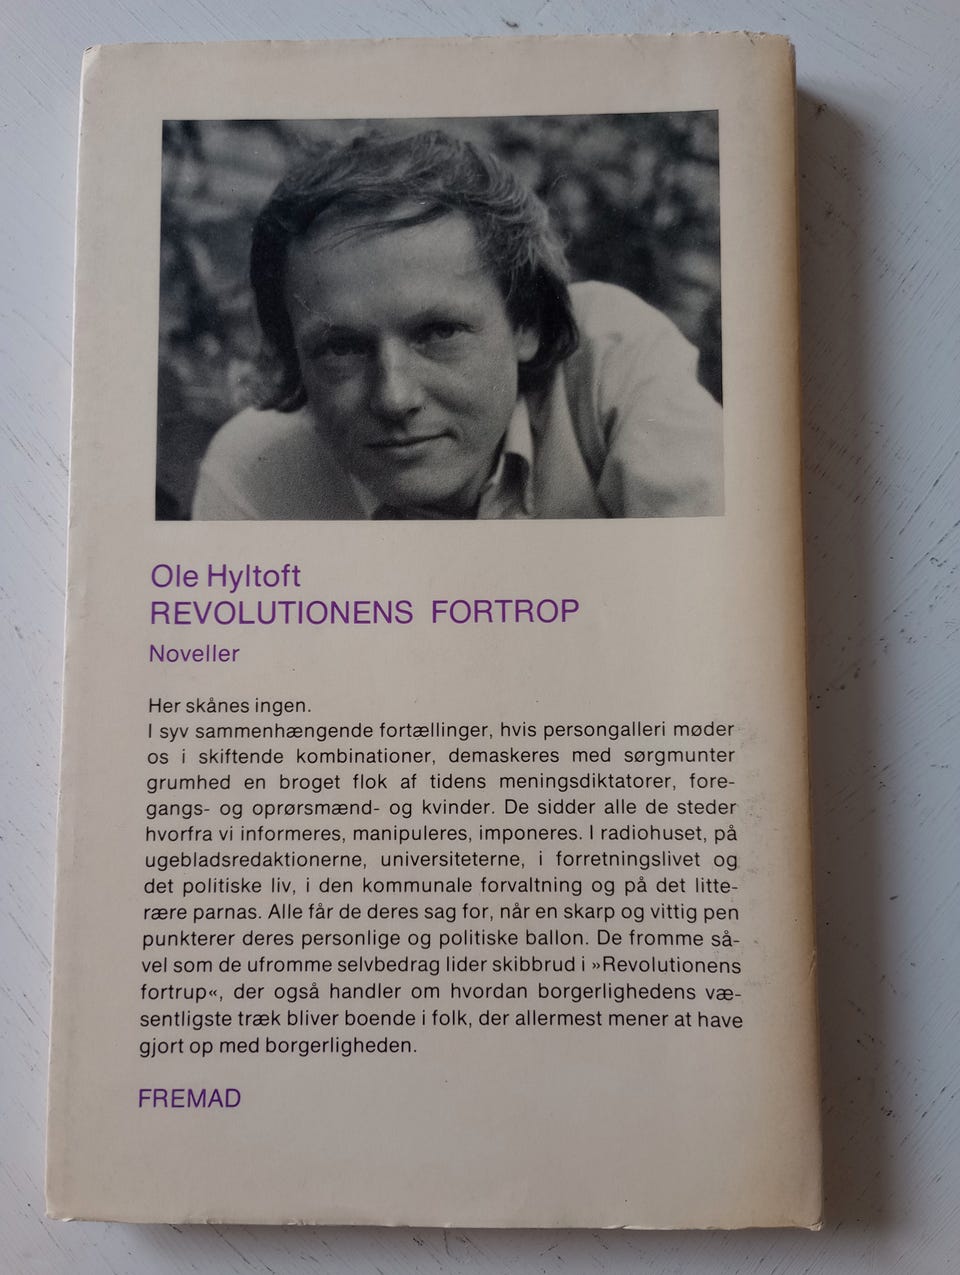 Ole Hyltoft
REVOLUTIONENS FORTROP
Noveller
Her skånes ingen.
I syv sammenhængende fortællinger, hvis persongalleri møder
os i skiftende kombinationer, demaskeres med sørgmunter
grumhed en broget flok af tidens meningsdiktatorer, fore-
gangs- og oprørsmænd- og kvinder. De sidder alle de steder
hvorfra vi informeres, manipuleres, imponeres. I radiohuset, på
ugebladsredaktionerne, universiteterne, i forretningslivet og
det politiske liv, i den kommunale forvaltning og på det litte-
rære parnas. Alle får de deres sag for, når en skarp og vittig pen
punkterer deres personlige og politiske ballon. De fromme så-
vel som de ufromme selvbedrag lider skibbrud i »Revolutionens
fortrup«, der også handler om hvordan borgerlighedens væ-
sentligste træk bliver boende i folk, der allermest mener at have
gjort op med borgerligheden.
FREMAD